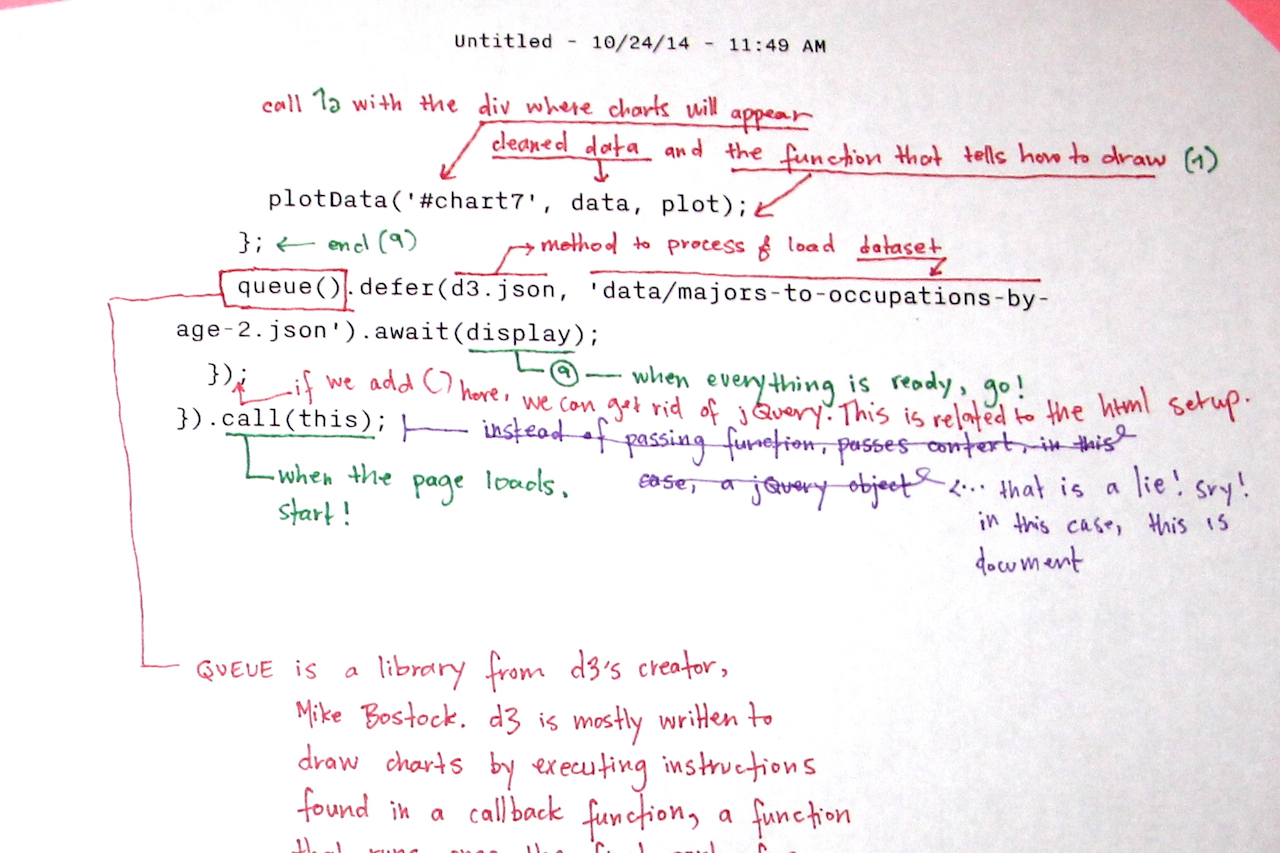 Untitled - 10/24/14 - 11:49 AM
call 12 with the div where charts will appear
cleaned data and the function that tells how to draw (1)
plotData('#chart7', data, plot);
}; ← end (9)
→ method to process & load dataset
queue().defer(d3.json, 'data/majors-to-occupations-by-
age-2.json').await(display);
9 — when everything is ready, go!
});
if we add () here, we can get rid of jQuery. This is related to the html setup.
}).call(this);
instead of passing function, passes context, in this
case, a jQuery object
<... that is a lie! sry!
in this case, this is
document
when the page loads.
start!
QUEUE is a library from d3's creator,
Mike Bostock. d3 is mostly written to
draw charts by executing instructions
found in a callback function, a function
that runs once the